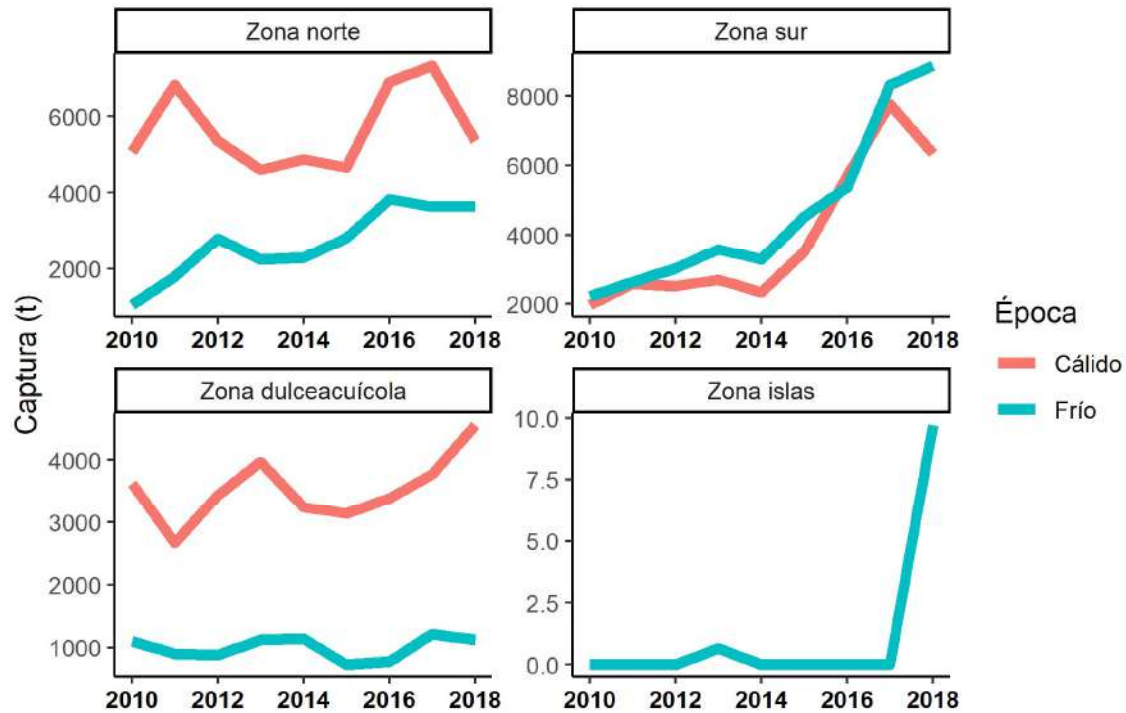 Zona norte
Zona sur
6000
4000
2000
8000
6000
4000
2000
2010 2012 2014 2016 2018
2010 2012 2014 2016 2018
Captura (t)
Zona dulceacuícola
Zona islas
4000
3000
2000
1000
10.0
7.5
5.0
2.5
0.0
2010 2012 2014 2016 2018
2010 2012 2014 2016 2018
Época
Cálido
Frío